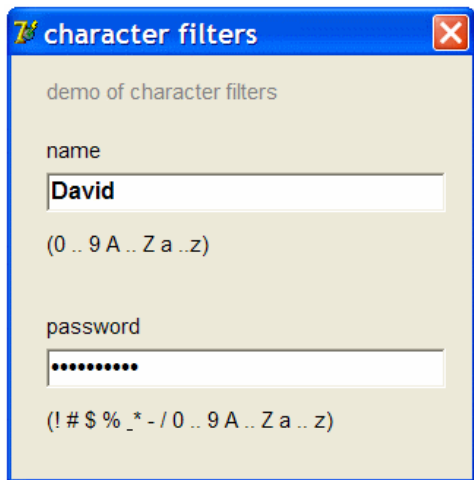 character filters
demo of character filters
name
David
(0 .. 9 A .. Z a ..z)
password
••••••••••
(! # $ % _* - / 0 .. 9 A .. Z a .. z)